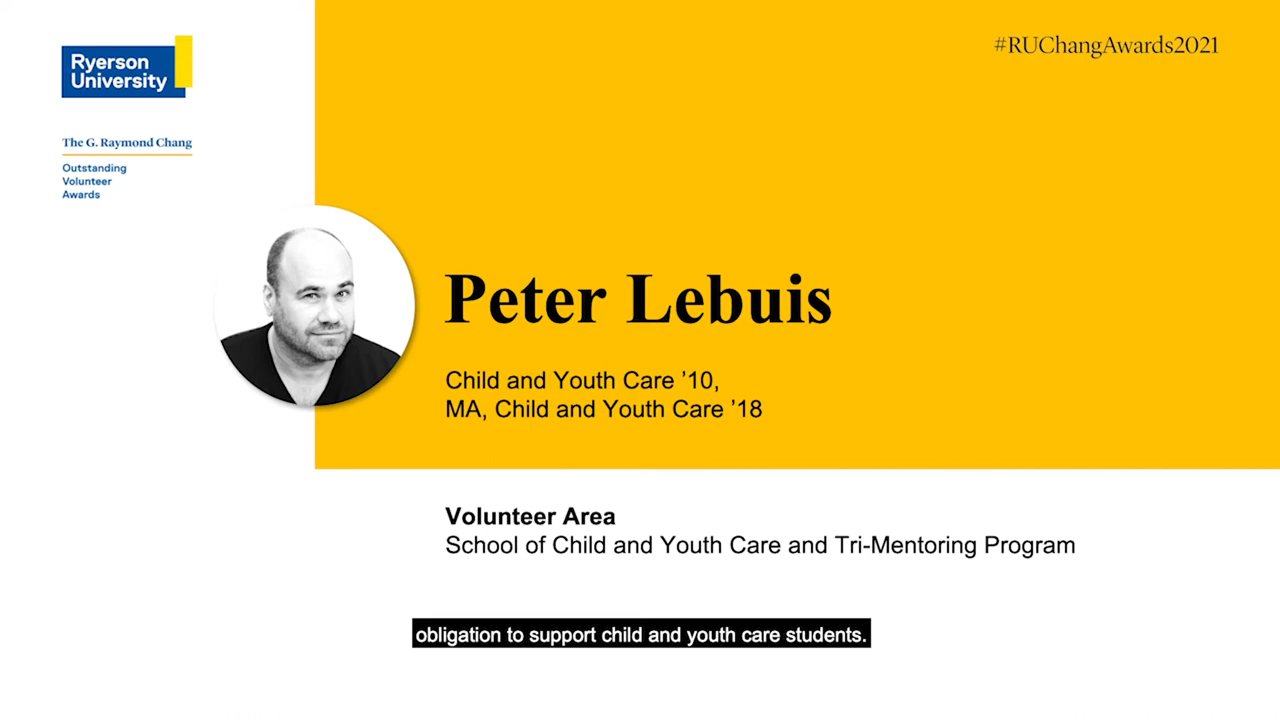 Ryerson
University
#RUChangAwards2021
The G. Raymond Chang
Outstanding
Volunteer
Awards
Peter Lebuis
Child and Youth Care ’10,
MA, Child and Youth Care ’18
Volunteer Area
School of Child and Youth Care and Tri-Mentoring Program
obligation to support child and youth care students.